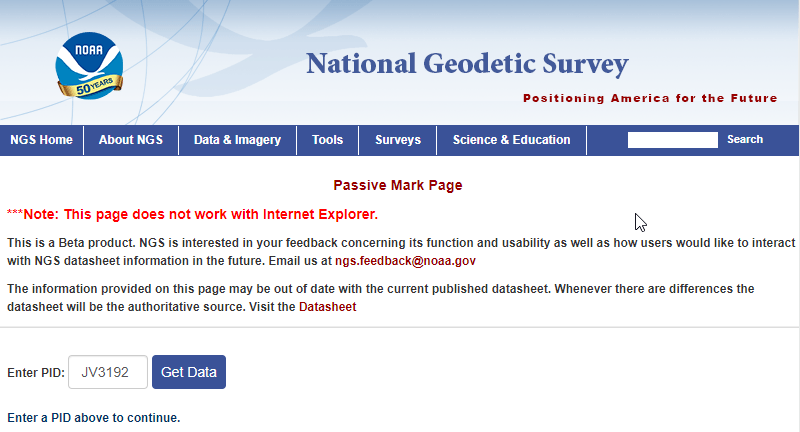 NOAA
50 YEARS
National Geodetic Survey
Positioning America for the Future
NGS Home About NGS Data & Imagery Tools Surveys Science & Education Search
Passive Mark Page
***Note: This page does not work with Internet Explorer.
This is a Beta product. NGS is interested in your feedback concerning its function and usability as well as how users would like to interact
with NGS datasheet information in the future. Email us at ngs.feedback@noaa.gov
The information provided on this page may be out of date with the current published datasheet. Whenever there are differences the
datasheet will be the authoritative source. Visit the Datasheet
Enter PID: JV3192 Get Data
Enter a PID above to continue.